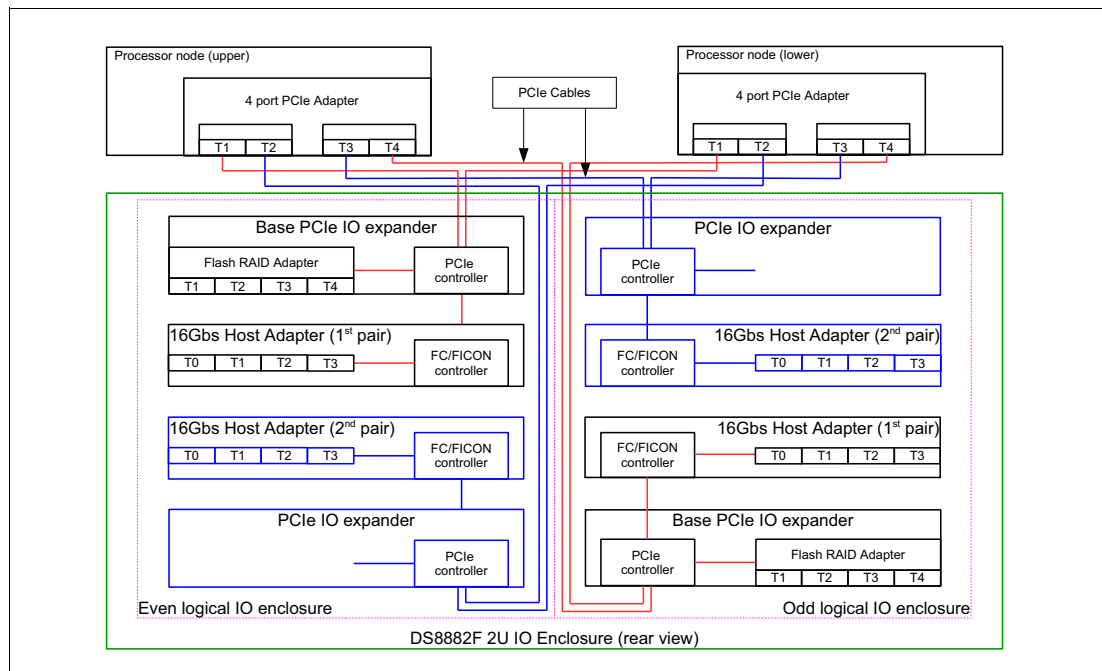 Processor node (upper)
4 port PCIe Adapter
T1 T2 T3 T4
PCIe Cables
Processor node (lower)
4 port PCIe Adapter
T1 T2 T3 T4
Base PCIe IO expander
Flash RAID Adapter
T1 T2 T3 T4
PCIe
controller
16Gbs Host Adapter (1st pair)
T0 T1 T2 T3
FC/FICON
controller
16Gbs Host Adapter (2nd pair)
T0 T1 T2 T3
FC/FICON
controller
PCIe IO expander
PCIe
controller
Even logical IO enclosure
PCIe IO expander
PCIe
controller
16Gbs Host Adapter (2nd pair)
FC/FICON
controller
T0 T1 T2 T3
16Gbs Host Adapter (1st pair)
FC/FICON
controller
T0 T1 T2 T3
Base PCIe IO expander
PCIe
controller
Flash RAID Adapter
T1 T2 T3 T4
Odd logical IO enclosure
DS8882F 2U IO Enclosure (rear view)